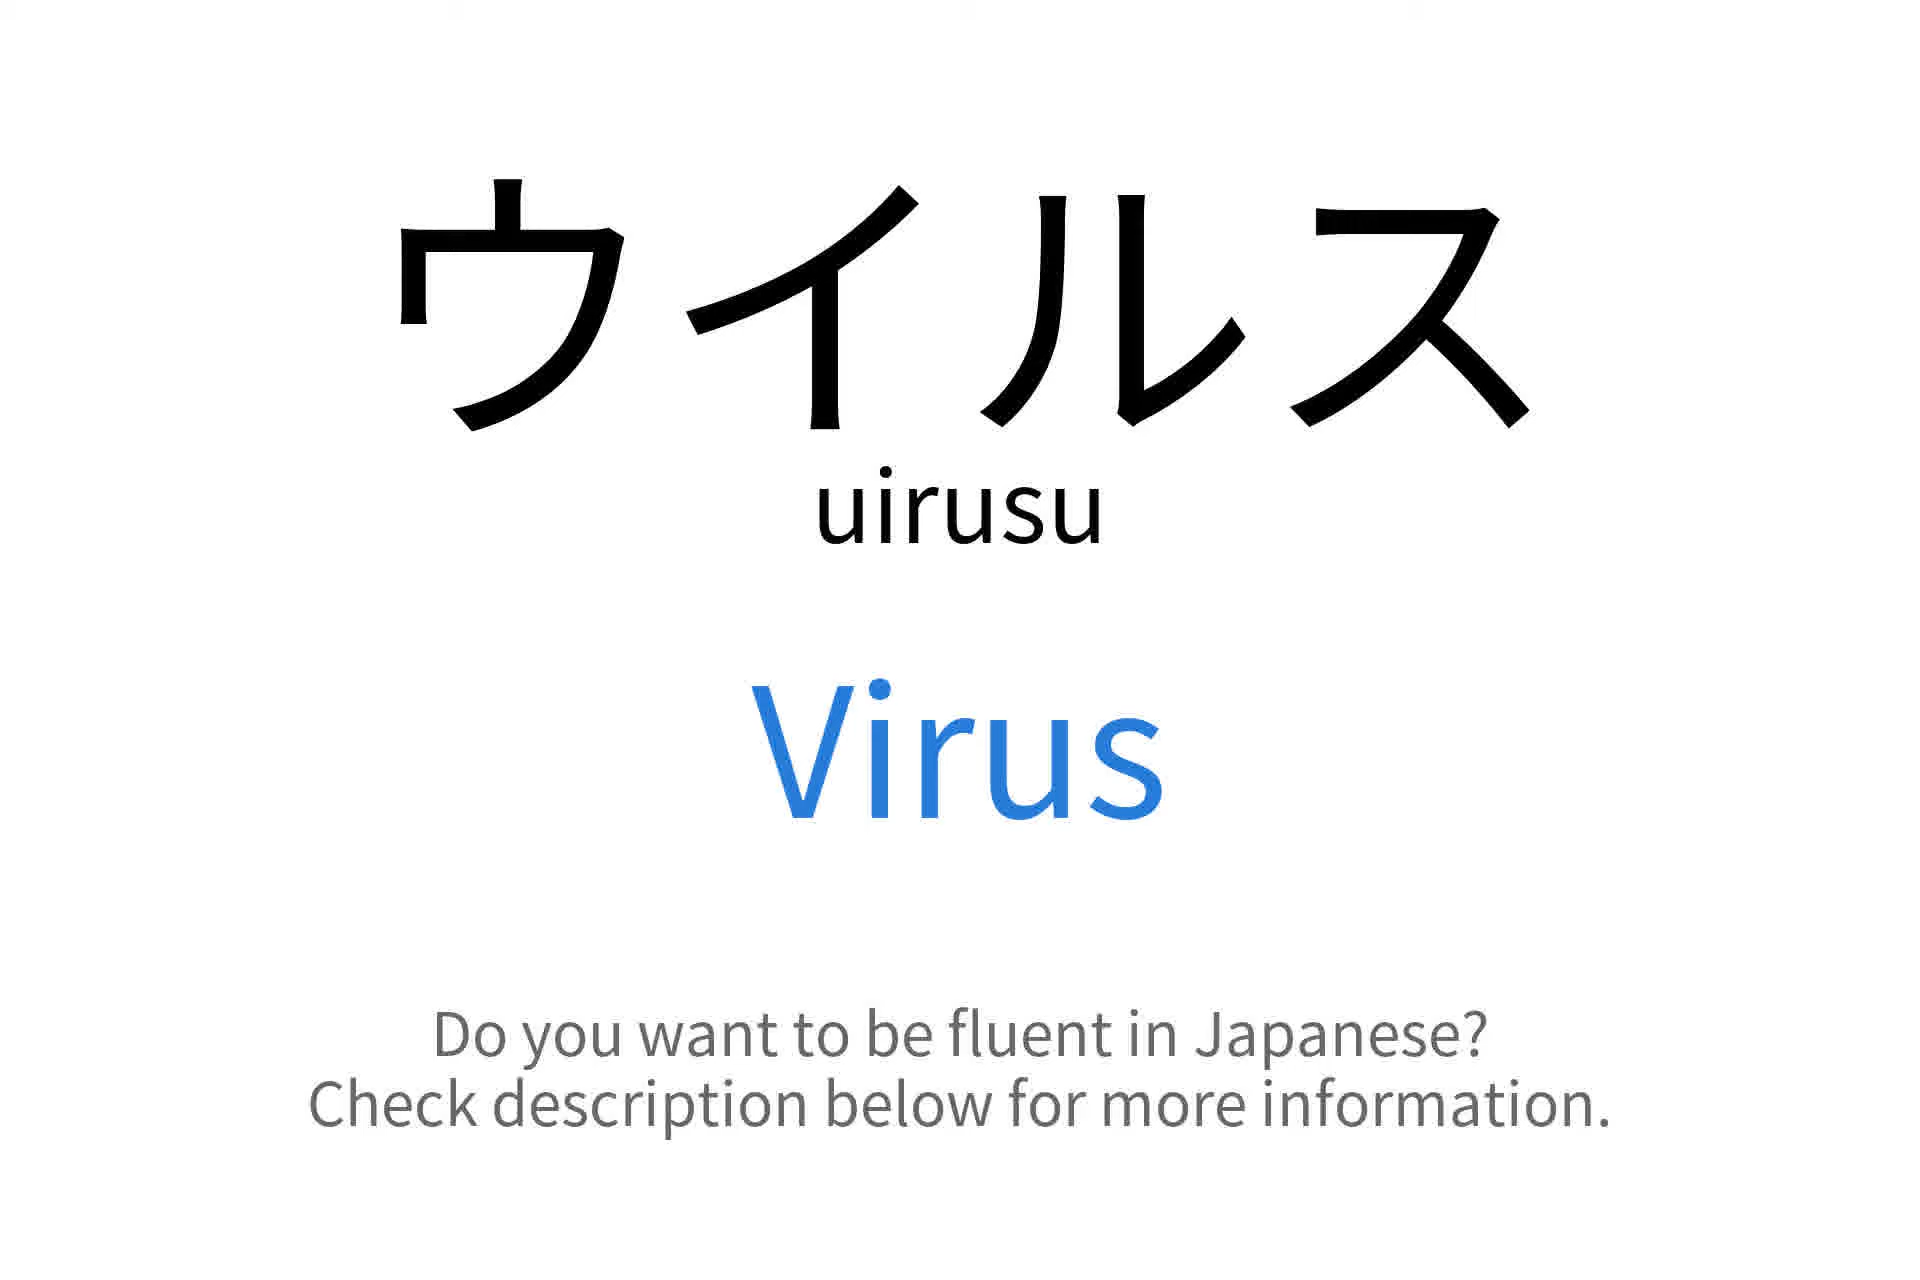 ウイルス
uirusu
Virus
Do you want to be fluent in Japanese?
Check description below for more information.